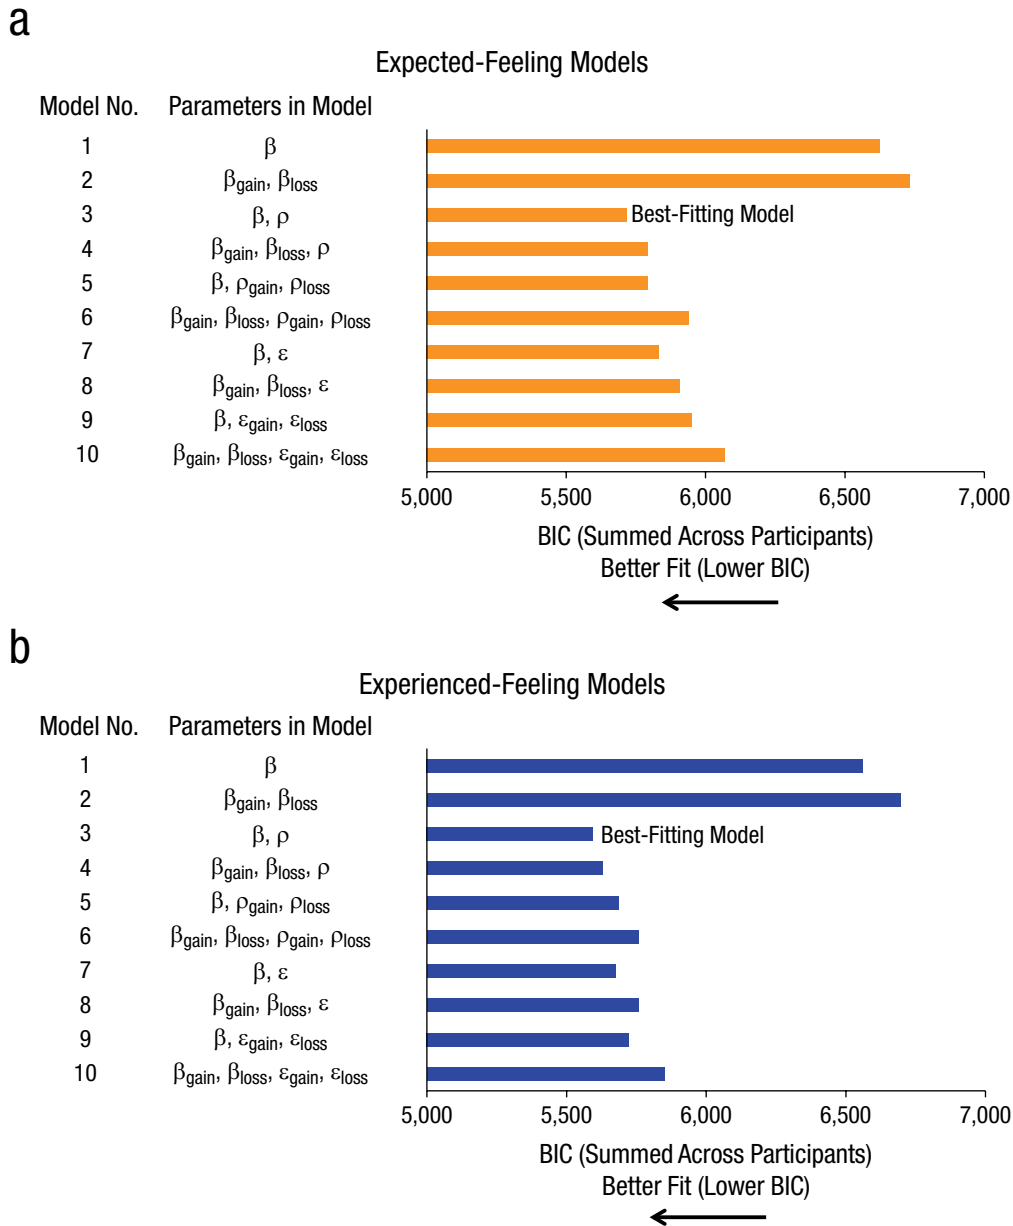 a
Expected-Feeling Models
Model No. Parameters in Model
1 β
2 βgain, βloss
3 β, ρ Best-Fitting Model
4 βgain, βloss, ρ
5 β, ρgain, ρloss
6 βgain, βloss, ρgain, ρloss
7 β, ε
8 βgain, βloss, ε
9 β, εgain, εloss
10 βgain, βloss, εgain, εloss
5,000 5,500 6,000 6,500 7,000
BIC (Summed Across Participants)
Better Fit (Lower BIC)
b
Experienced-Feeling Models
Model No. Parameters in Model
1 β
2 βgain, βloss
3 β, ρ Best-Fitting Model
4 βgain, βloss, ρ
5 β, ρgain, ρloss
6 βgain, βloss, ρgain, ρloss
7 β, ε
8 βgain, βloss, ε
9 β, εgain, εloss
10 βgain, βloss, εgain, εloss
5,000 5,500 6,000 6,500 7,000
BIC (Summed Across Participants)
Better Fit (Lower BIC)